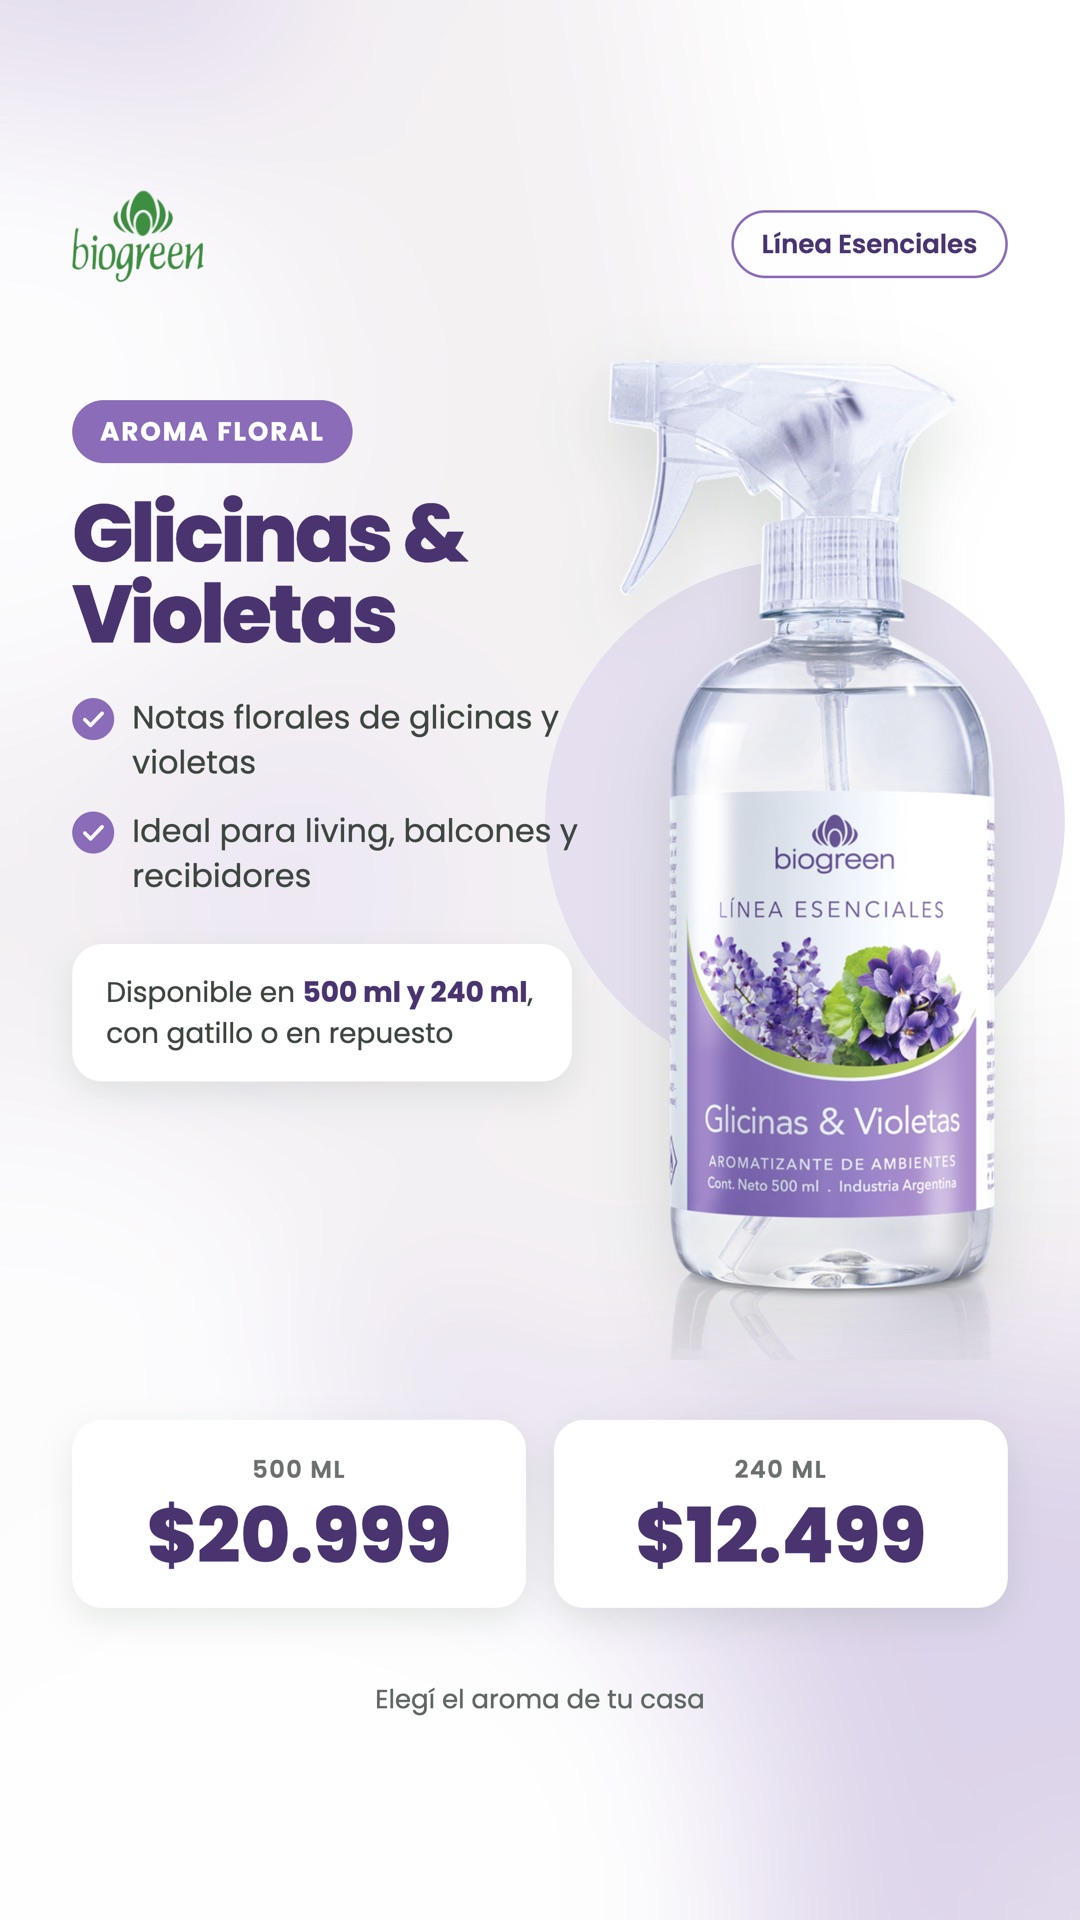 biogreen
Línea Esenciales
AROMA FLORAL
Glicinas &
Violetas
Notas florales de glicinas y
violetas
Ideal para living, balcones y
recibidores
Disponible en 500 ml y 240 ml,
con gatillo o en repuesto
biogreen
LÍNEA ESENCIALES
Glicinas & Violetas
AROMATIZANTE DE AMBIENTES
Cont. Neto 500 ml . Industria Argentina
500 ML
$20.999
240 ML
$12.499
Elegí el aroma de tu casa